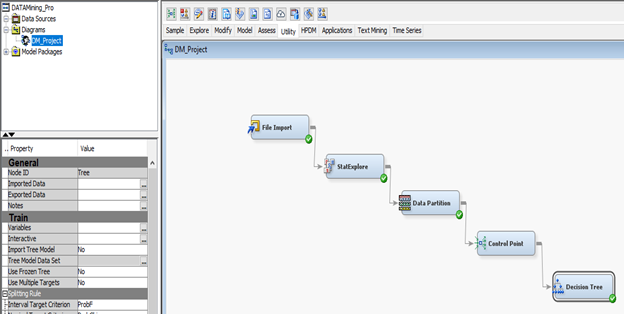 DATAMining_Pro
Data Sources
Diagrams
DM_Project
Model Packages
Sample Explore Modify Model Assess Utility HPDM Applications Text Mining Time Series
DM_Project
File Import
StatExplore
Data Partition
Control Point
Decision Tree
.. Property Value
General
Node ID Tree
Imported Data ...
Exported Data ...
Notes ...
Train
Variables ...
Interactive ...
Import Tree Model No
Tree Model Data Set ...
Use Frozen Tree No
Use Multiple Targets No
Splitting Rule
Interval Target Criterion ProbF